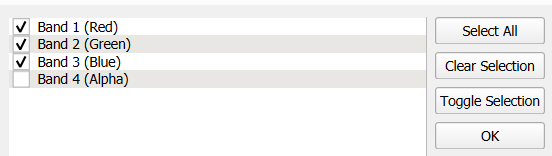 Band 1 (Red)
Band 2 (Green)
Band 3 (Blue)
Band 4 (Alpha)
Select All
Clear Selection
Toggle Selection
OK